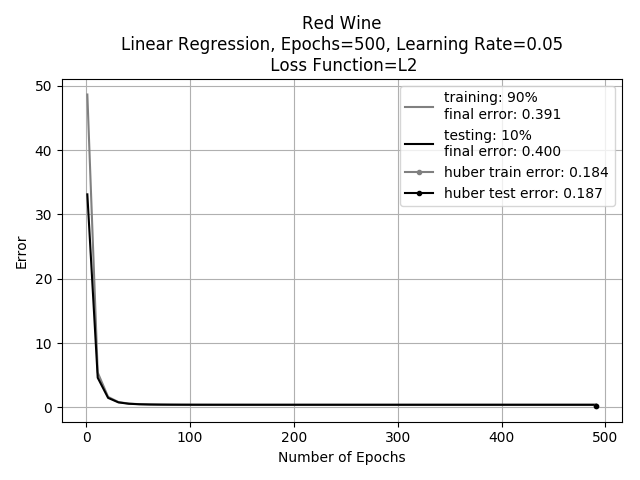 Red Wine
Linear Regression, Epochs=500, Learning Rate=0.05
Loss Function=L2
50
40
30
20
10
0
Error
training: 90%
final error: 0.391
testing: 10%
final error: 0.400
huber train error: 0.184
huber test error: 0.187
0
100
200
300
400
500
Number of Epochs